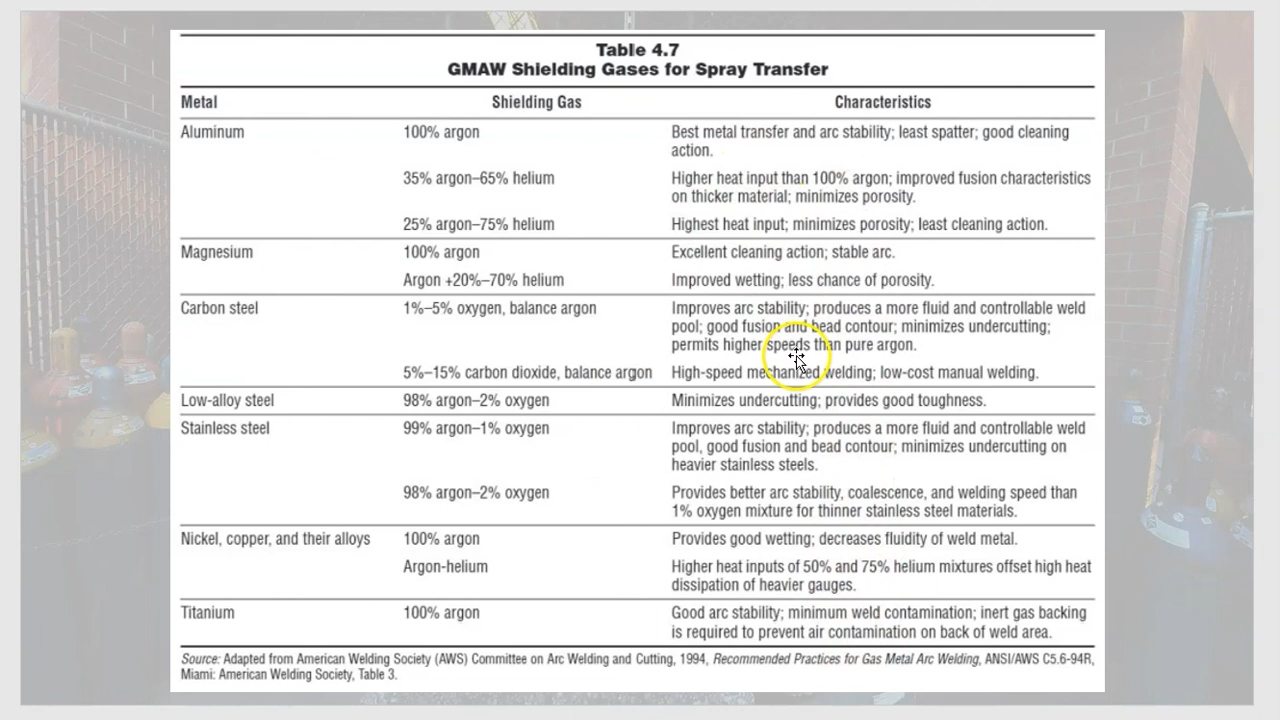 Table 4.7
GMAW Shielding Gases for Spray Transfer
Metal Shielding Gas Characteristics
Aluminum 100% argon Best metal transfer and arc stability; least spatter; good cleaning
action.
35% argon–65% helium Higher heat input than 100% argon; improved fusion characteristics
on thicker material; minimizes porosity.
25% argon–75% helium Highest heat input; minimizes porosity; least cleaning action.
Magnesium 100% argon Excellent cleaning action; stable arc.
Argon +20%–70% helium Improved wetting; less chance of porosity.
Carbon steel 1%–5% oxygen, balance argon Improves arc stability; produces a more fluid and controllable weld
pool; good fusion and bead contour; minimizes undercutting;
permits higher speeds than pure argon.
5%–15% carbon dioxide, balance argon High-speed mechanized welding; low-cost manual welding.
Low-alloy steel 98% argon–2% oxygen Minimizes undercutting; provides good toughness.
Stainless steel 99% argon–1% oxygen Improves arc stability; produces a more fluid and controllable weld
pool, good fusion and bead contour; minimizes undercutting on
heavier stainless steels.
98% argon–2% oxygen Provides better arc stability, coalescence, and welding speed than
1% oxygen mixture for thinner stainless steel materials.
Nickel, copper, and their alloys 100% argon Provides good wetting; decreases fluidity of weld metal.
Argon-helium Higher heat inputs of 50% and 75% helium mixtures offset high heat
dissipation of heavier gauges.
Titanium 100% argon Good arc stability; minimum weld contamination; inert gas backing
is required to prevent air contamination on back of weld area.
Source: Adapted from American Welding Society (AWS) Committee on Arc Welding and Cutting, 1994, Recommended Practices for Gas Metal Arc Welding, ANSI/AWS C5.6-94R,
Miami: American Welding Society, Table 3.